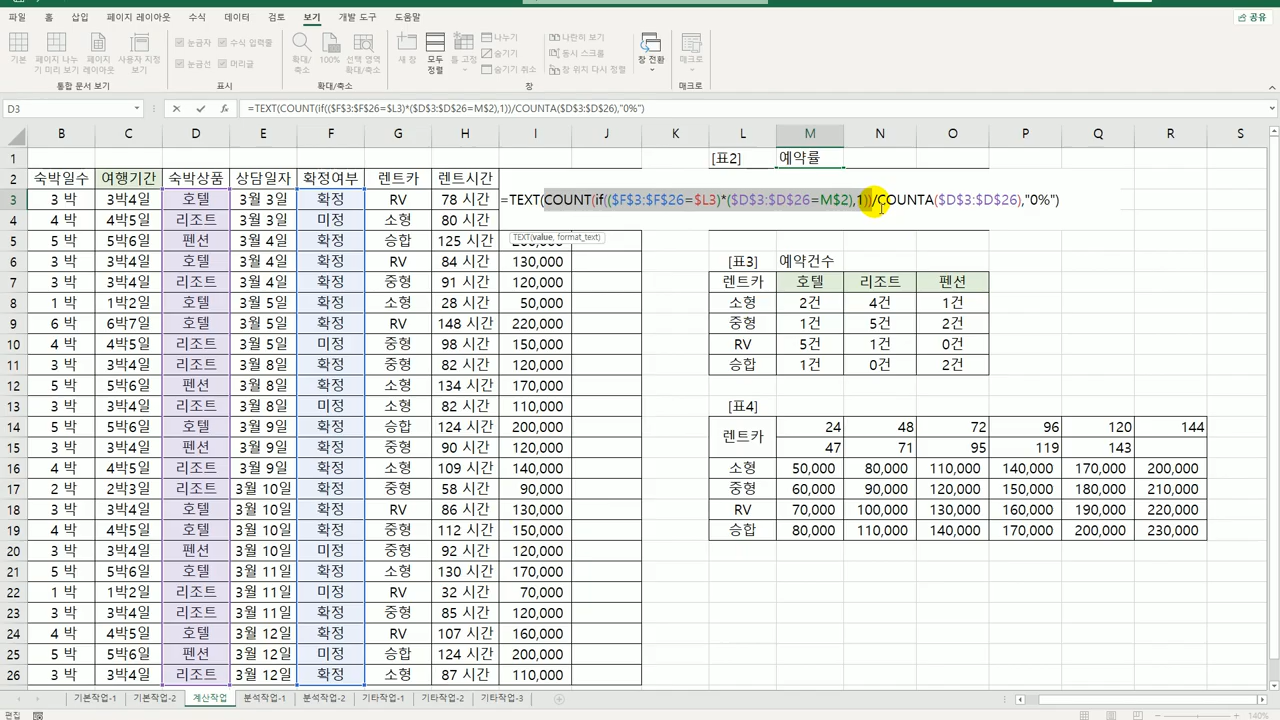 파일 홈 삽입 페이지 레이아웃 수식 데이터 검토 보기 개발 도구 도움말 공유
기본 페이지 나누기 미리 보기 페이지 레이아웃 사용자 지정 보기 눈금자 수식 입력줄 눈금선 머리글 확대/축소 100% 선택 영역 확대/축소 새 창 모두 정렬 틀 고정 나누기 숨기기 숨기기 취소 나란히 보기 동시 스크롤 창 위치 다시 정렬 창 전환 매크로
통합 문서 보기 표시 확대/축소 창 매크로
D3 =TEXT(COUNT(if(($F$3:$F$26=$L3)*($D$3:$D$26=M$2),1))/COUNTA($D$3:$D$26),"0%")
B C D E F G H I J K L M N O P Q R S
1 [표2] 예약률
2 숙박일수 여행기간 숙박상품 상담일자 확정여부 렌트카 렌트시간
3 3 박 3박4일 호텔 3월 3일 확정 RV 78 시간 =TEXT(COUNT(if(($F$3:$F$26=$L3)*($D$3:$D$26=M$2),1))/COUNTA($D$3:$D$26),"0%")
4 3 박 3박4일 호텔 3월 3일 미정 소형 80 시간
TEXT(value, format_text)
5 5 박 5박6일 펜션 3월 4일 확정 승합 125 시간
6 3 박 3박4일 호텔 3월 4일 확정 RV 84 시간 130,000 [표3] 예약건수
7 3 박 3박4일 리조트 3월 4일 확정 중형 91 시간 120,000 렌트카 호텔 리조트 펜션
8 1 박 1박2일 호텔 3월 4일 확정 소형 28 시간 50,000 소형 2건 4건 1건
9 6 박 6박7일 호텔 3월 5일 확정 RV 148 시간 220,000 중형 1건 5건 2건
10 4 박 4박5일 리조트 3월 5일 미정 중형 98 시간 150,000 RV 5건 1건 0건
11 3 박 3박4일 호텔 3월 8일 확정 중형 82 시간 120,000 승합 1건 0건 2건
12 5 박 5박6일 펜션 3월 8일 확정 소형 134 시간 170,000
13 3 박 3박4일 리조트 3월 8일 미정 소형 82 시간 110,000 [표4]
14 5 박 5박6일 호텔 3월 9일 확정 승합 124 시간 200,000 렌트카 24 48 72 96 120 144
15 3 박 3박4일 펜션 3월 9일 확정 중형 90 시간 120,000 47 71 95 119 143
16 4 박 4박5일 리조트 3월 9일 확정 소형 109 시간 140,000 소형 50,000 80,000 110,000 140,000 170,000 200,000
17 2 박 2박3일 리조트 3월 10일 확정 중형 58 시간 90,000 중형 60,000 90,000 120,000 150,000 180,000 210,000
18 3 박 3박4일 호텔 3월 10일 확정 RV 86 시간 130,000 RV 70,000 100,000 130,000 160,000 190,000 220,000
19 4 박 4박5일 리조트 3월 10일 확정 중형 112 시간 150,000 승합 80,000 110,000 140,000 170,000 200,000 230,000
20 3 박 3박4일 펜션 3월 10일 미정 중형 92 시간 120,000
21 5 박 5박6일 호텔 3월 11일 확정 소형 130 시간 170,000
22 1 박 1박2일 리조트 3월 11일 미정 RV 32 시간 70,000
23 3 박 3박4일 리조트 3월 11일 확정 중형 85 시간 120,000
24 4 박 4박5일 호텔 3월 12일 확정 RV 107 시간 160,000
25 5 박 5박6일 펜션 3월 12일 미정 승합 124 시간 200,000
26 3 박 3박4일 리조트 3월 12일 확정 소형 87 시간 110,000
기본작업-1 기본작업-2 계산작업 분석작업-1 분석작업-2 기타작업-1 기타작업-2 기타작업-3
편집 140%